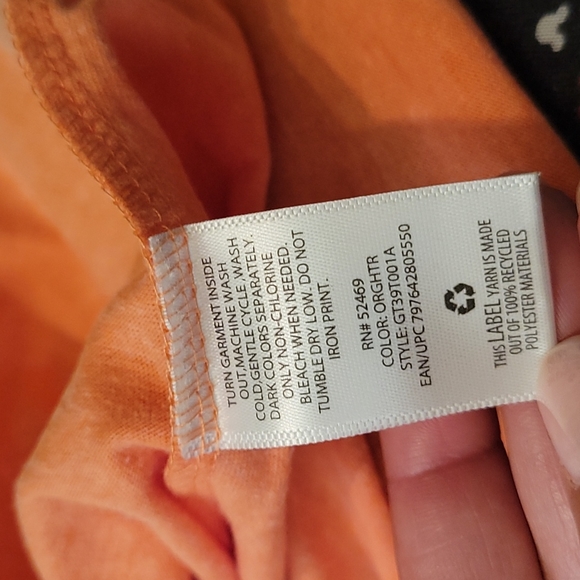 TURN GARMENT INSIDE
OUT,MACHINE WASH
COLD,GENTLE CYCLE .WASH
DARK COLORS SEPARATELY.
ONLY NON-CHLORINE
BLEACH WHEN NEEDED.
TUMBLE DRY LOW. DO NOT
IRON PRINT.
RN# 52469
COLOR: ORGHTR
STYLE: GT39T001A
EAN/UPC 797642805550
THIS LABEL YARN IS MADE
OUT OF 100% RECYCLED
POLYESTER MATERIALS